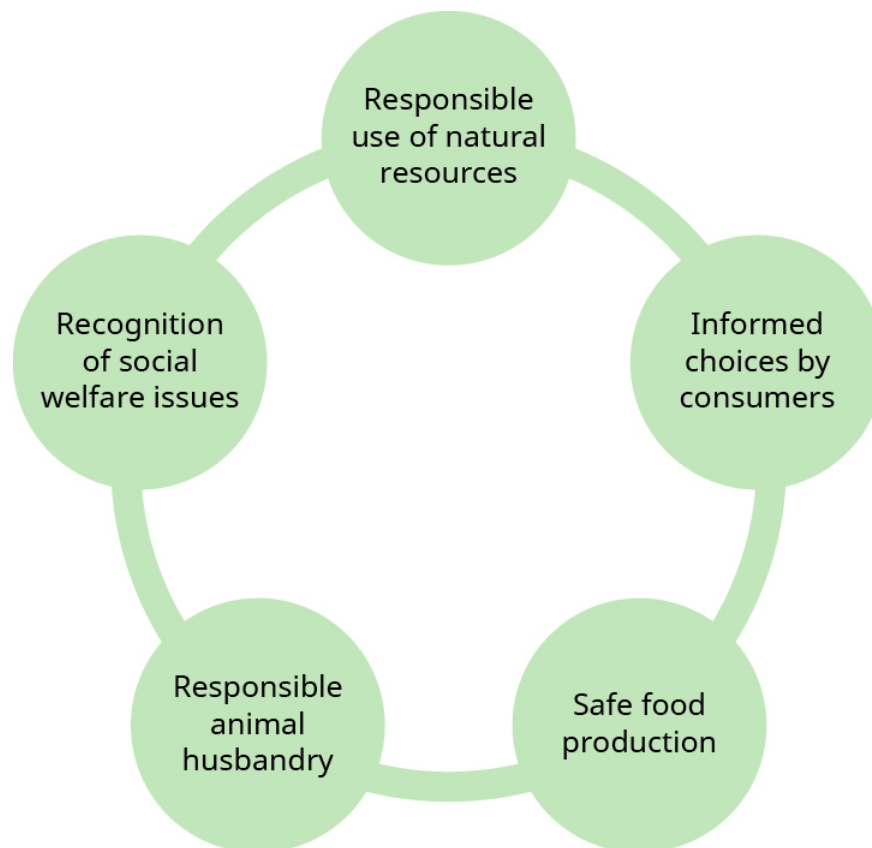 Responsible
use of natural
resources
Informed
choices by
consumers
Safe food
production
Responsible
animal
husbandry
Recognition
of social
welfare issues